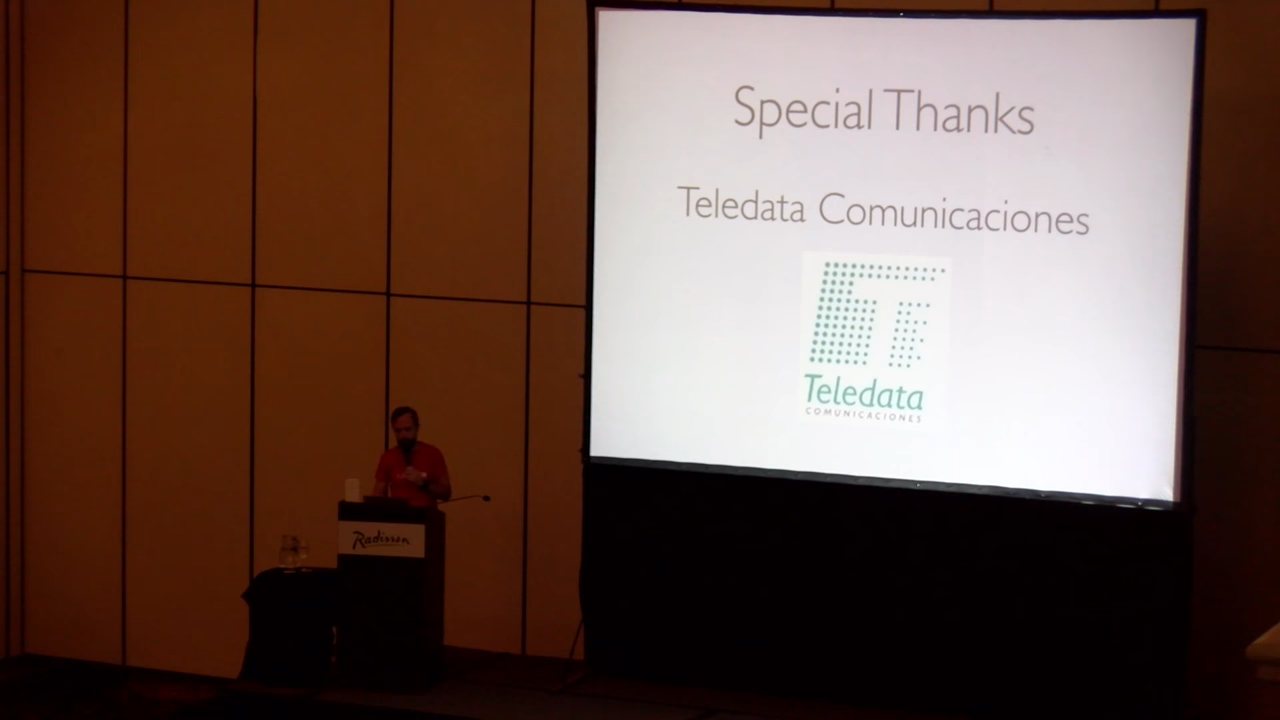 Special Thanks
Teledata Comunicaciones
Teledata
COMUNICACIONES
Radisson